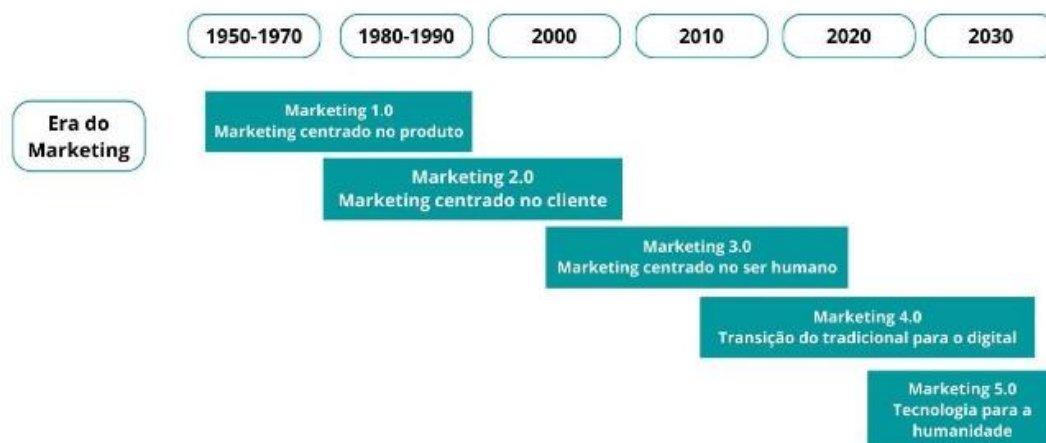 1950-1970
1980-1990
2000
2010
2020
2030
Era do
Marketing
Marketing 1.0
Marketing centrado no produto
Marketing 2.0
Marketing centrado no cliente
Marketing 3.0
Marketing centrado no ser humano
Marketing 4.0
Transição do tradicional para o digital
Marketing 5.0
Tecnologia para a
humanidade